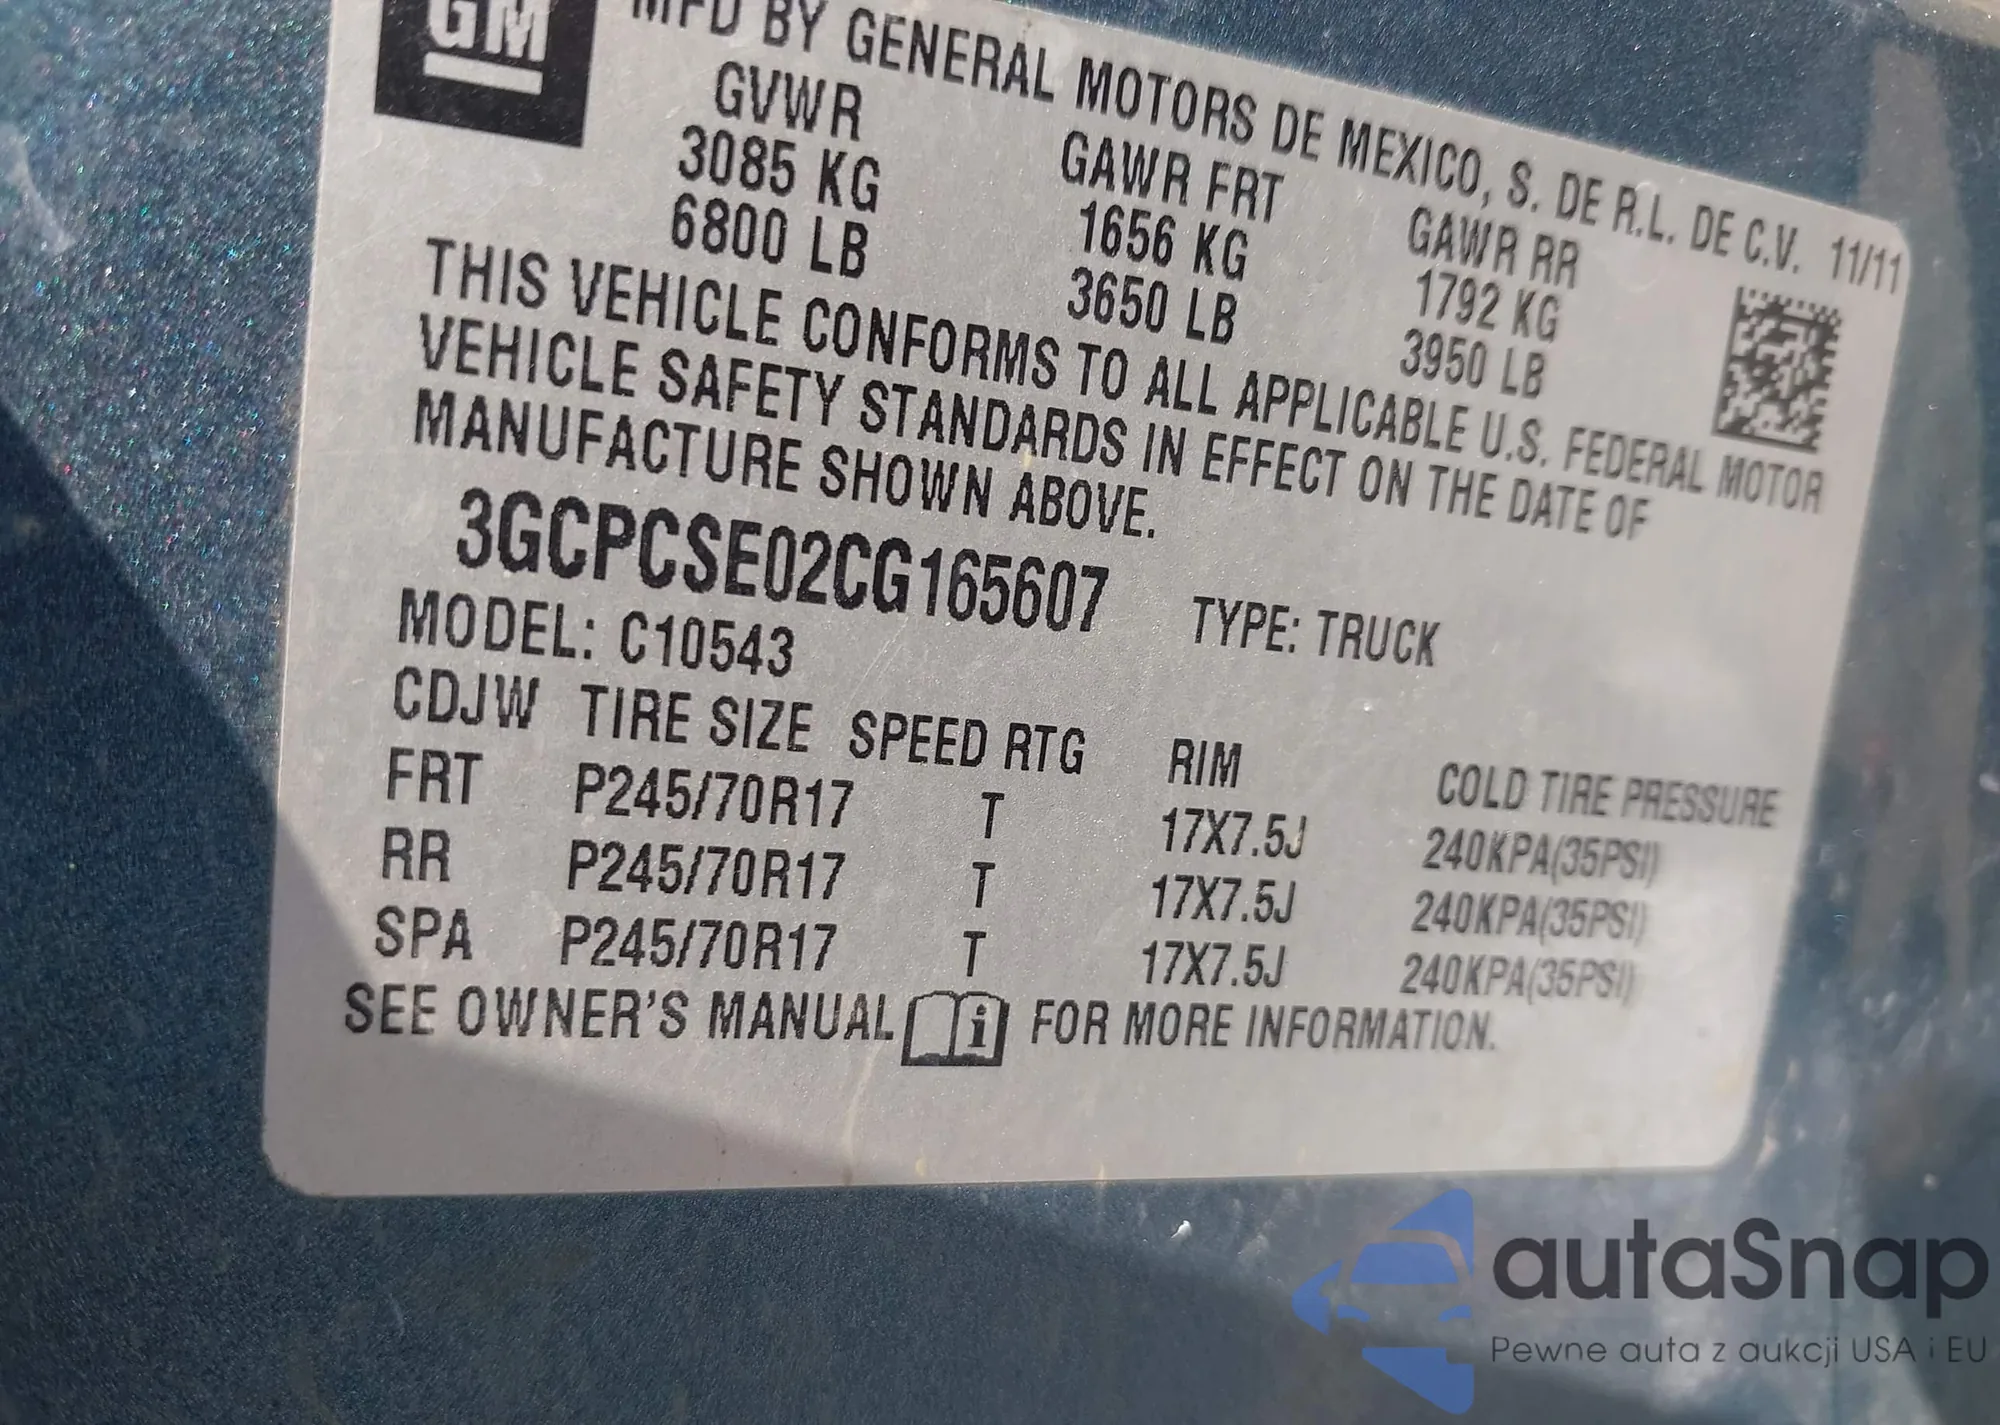 GM
MFD BY GENERAL MOTORS DE MEXICO, S. DE R.L. DE C.V. 11/11
GVWR GAWR FRT GAWR RR
3085 KG 1656 KG 1792 KG
6800 LB 3650 LB 3950 LB
THIS VEHICLE CONFORMS TO ALL APPLICABLE U.S. FEDERAL MOTOR
VEHICLE SAFETY STANDARDS IN EFFECT ON THE DATE OF
MANUFACTURE SHOWN ABOVE.
3GCPCSE02CG165607 TYPE: TRUCK
MODEL: C10543
CDJW TIRE SIZE SPEED RTG RIM COLD TIRE PRESSURE
FRT P245/70R17 T 17X7.5J 240KPA(35PSI)
RR P245/70R17 T 17X7.5J 240KPA(35PSI)
SPA P245/70R17 T 17X7.5J 240KPA(35PSI)
SEE OWNER'S MANUAL i FOR MORE INFORMATION.
autaSnap
Pewne auta z aukcji USA i EU